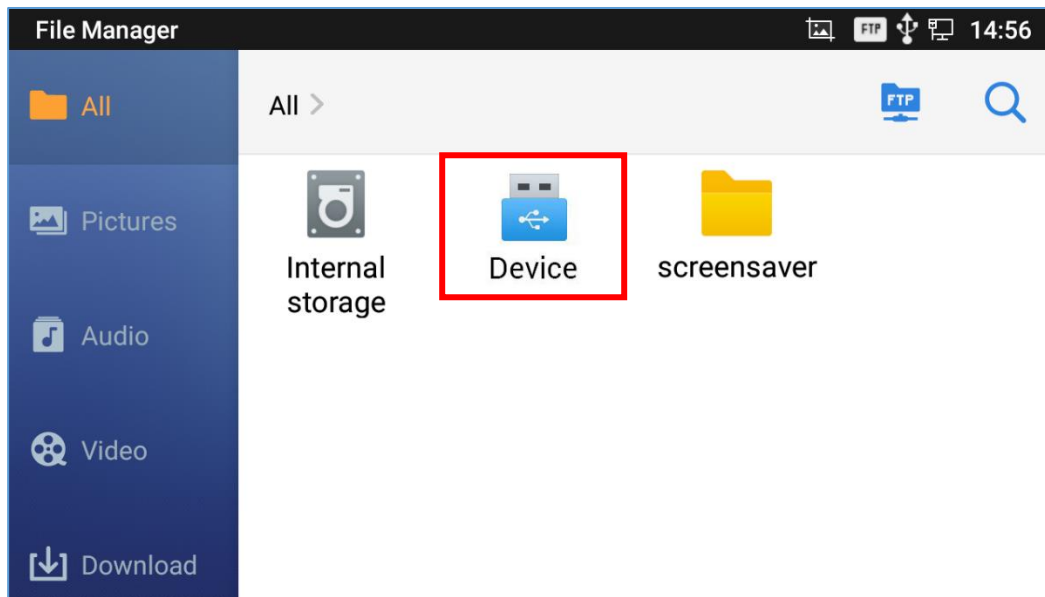 File Manager
FTP
14:56
All
All >
FTP
Pictures
Internal
storage
Device
screensaver
Audio
Video
Download